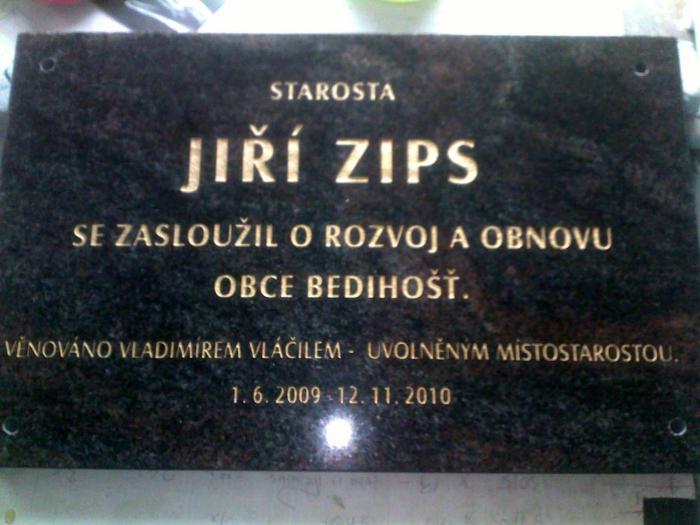 STAROSTA
JIŘÍ ZIPS
SE ZASLOUŽIL O ROZVOJ A OBNOVU
OBCE BEDIHOŠŤ.
VĚNOVÁNO VLADIMÍREM VLÁČILEM - UVOLNĚNÝM MÍSTOSTAROSTOU.
1. 6. 2009 - 12. 11. 2010